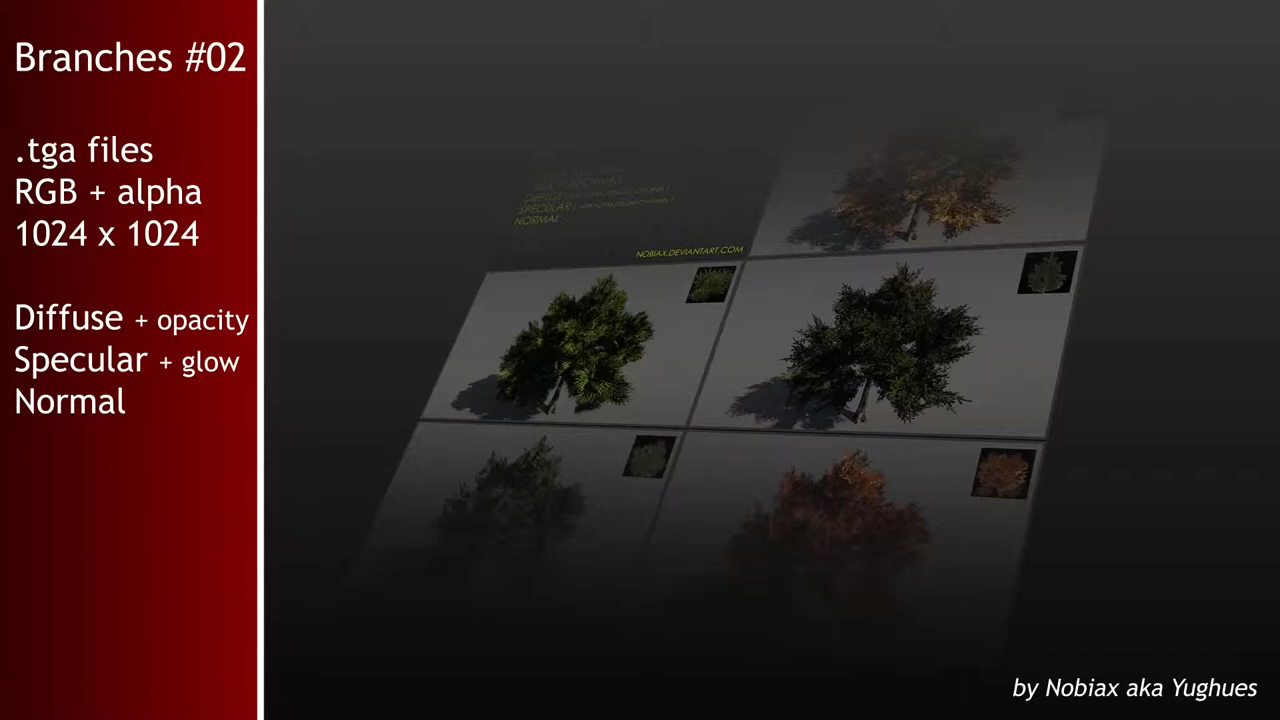 Branches #02
.tga files
RGB + alpha
1024 x 1024
Diffuse + opacity
Specular + glow
Normal
DIFFUSE
SPECULAR
NORMAL
NOBIAX.DEVIANTART.COM
by Nobiax aka Yughues